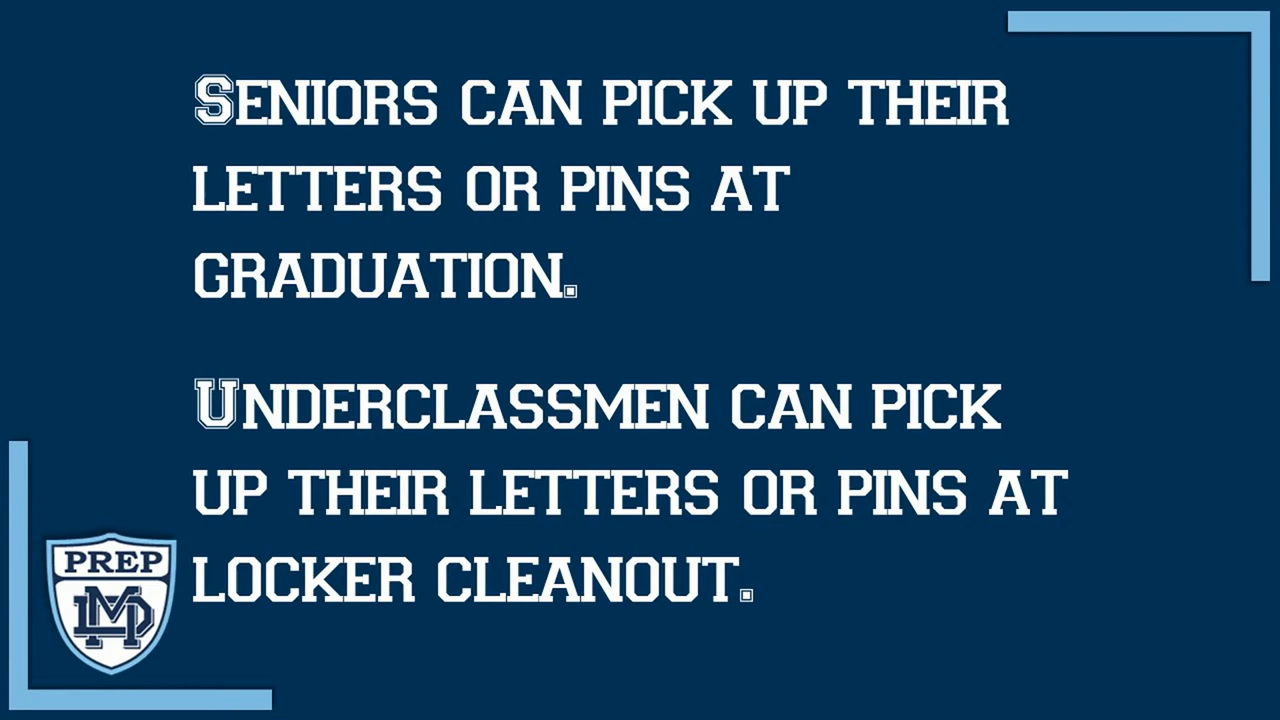 Seniors can pick up their
letters or pins at
graduation.
Underclassmen can pick
up their letters or pins at
locker cleanout.
PREP